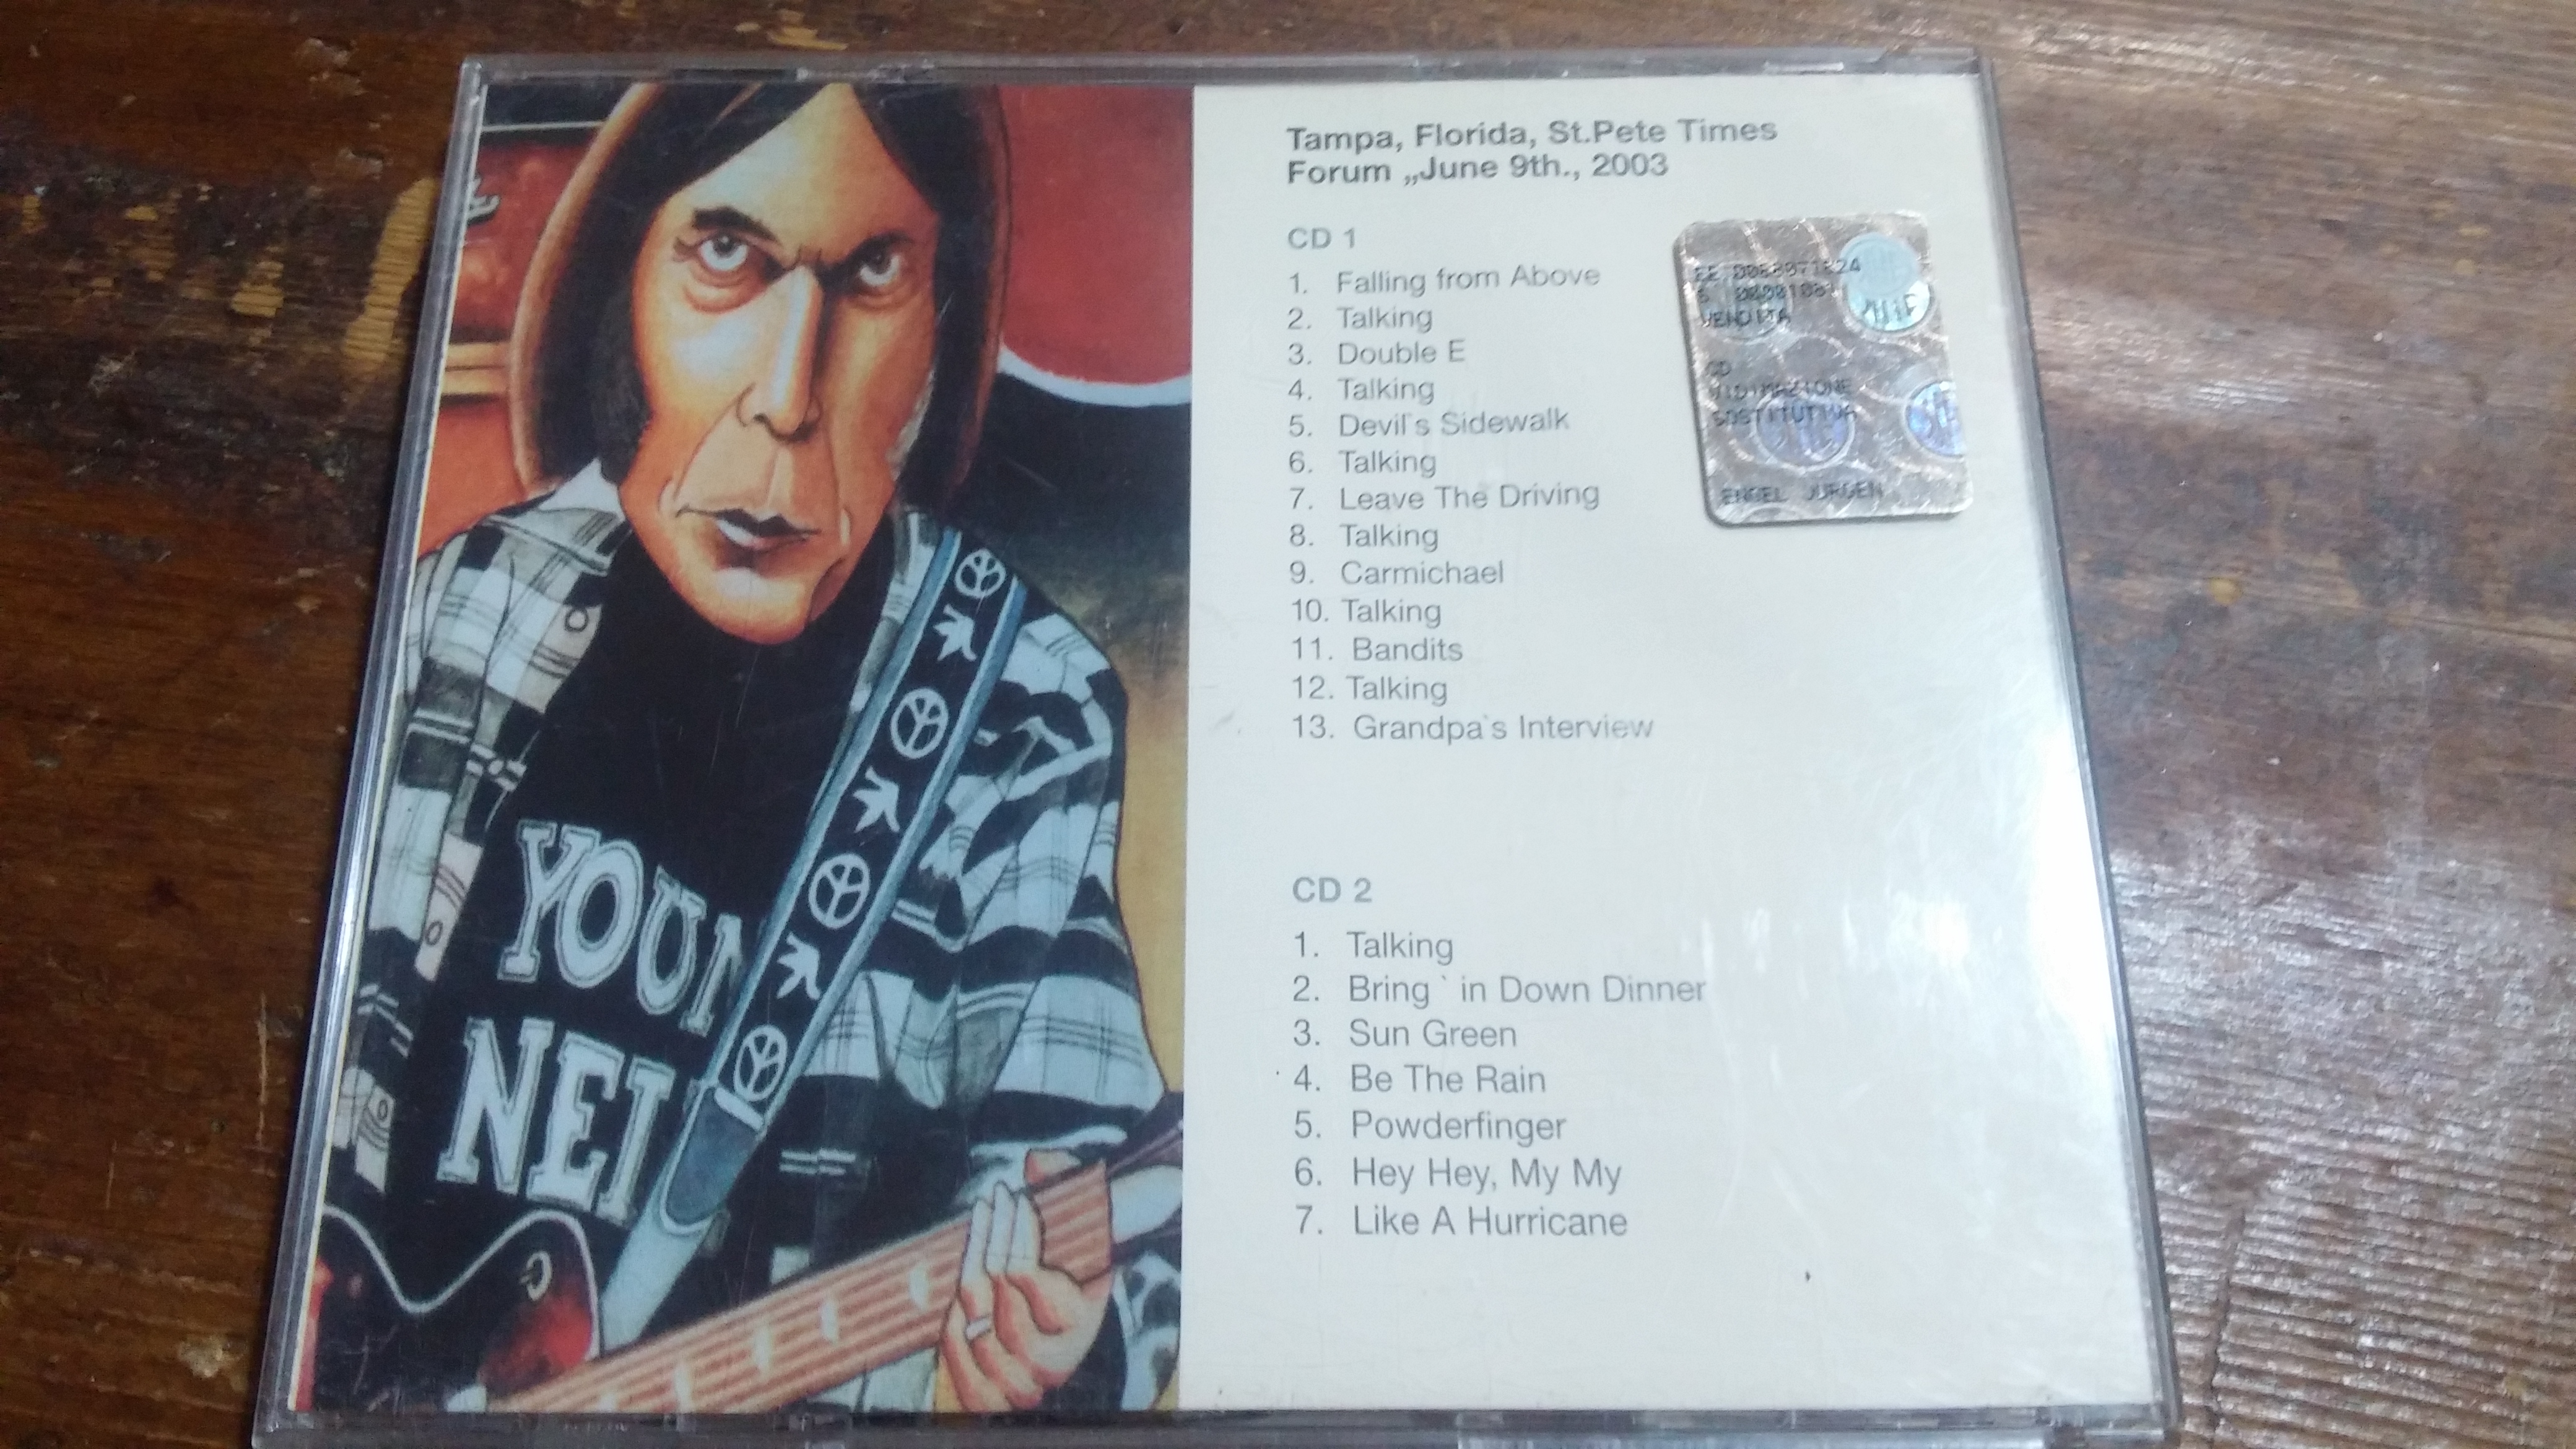 Tampa, Florida, St.Pete Times
Forum „June 9th., 2003
CD 1
1. Falling from Above
2. Talking
3. Double E
4. Talking
5. Devil`s Sidewalk
6. Talking
7. Leave The Driving
8. Talking
9. Carmichael
10. Talking
11. Bandits
12. Talking
13. Grandpa`s Interview
CD 2
1. Talking
2. Bring ` in Down Dinner
3. Sun Green
4. Be The Rain
5. Powderfinger
6. Hey Hey, My My
7. Like A Hurricane
YOUN
NEI
VENDITA
CD
VIDIMAZIONE
SOSTITUTIVA
ENGEL JURGEN